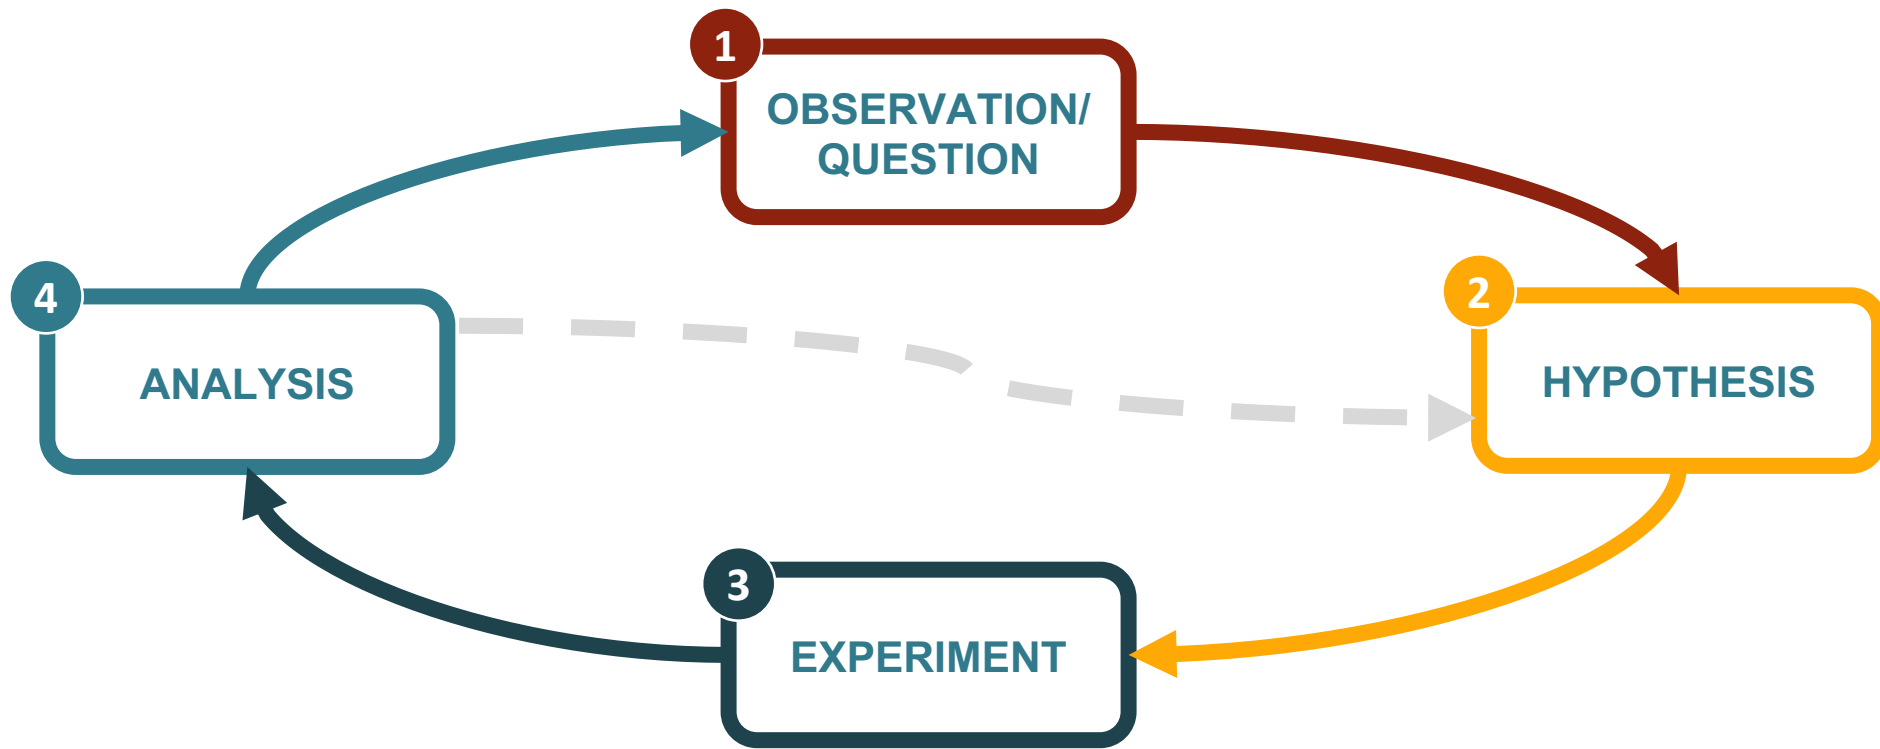 1
OBSERVATION/
QUESTION
2
HYPOTHESIS
3
EXPERIMENT
4
ANALYSIS